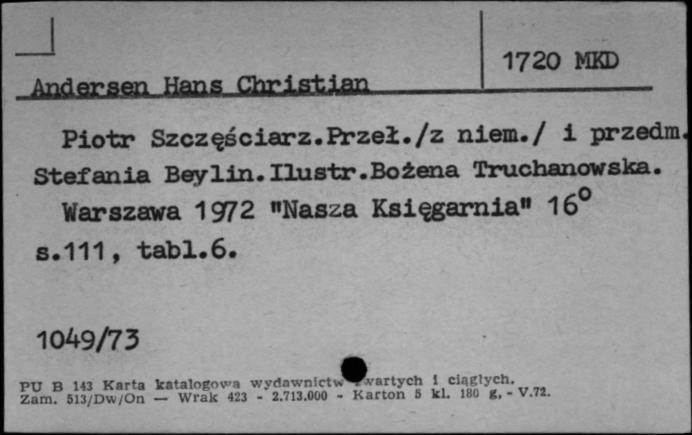 1720 MKD
Andersen Hans Christian
Piotr Szczęściarz.Przeł./z niem./ i przedm.
Stefania Beylin.Ilustr.Bożena Truchanowska.
Warszawa 1972 "Nasza Księgarnia" 16°
s.111, tabl.6.
1049/73
PU B 143 Karta katalogowa wydawnictw zwartych i ciągłych.
Zam. 513/Dw/On — Wrak 423 - 2.713.000 - Karton 5 kl. 180 g. - V.72.